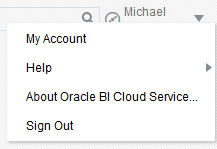 Michael
My Account
Help
About Oracle BI Cloud Service...
Sign Out